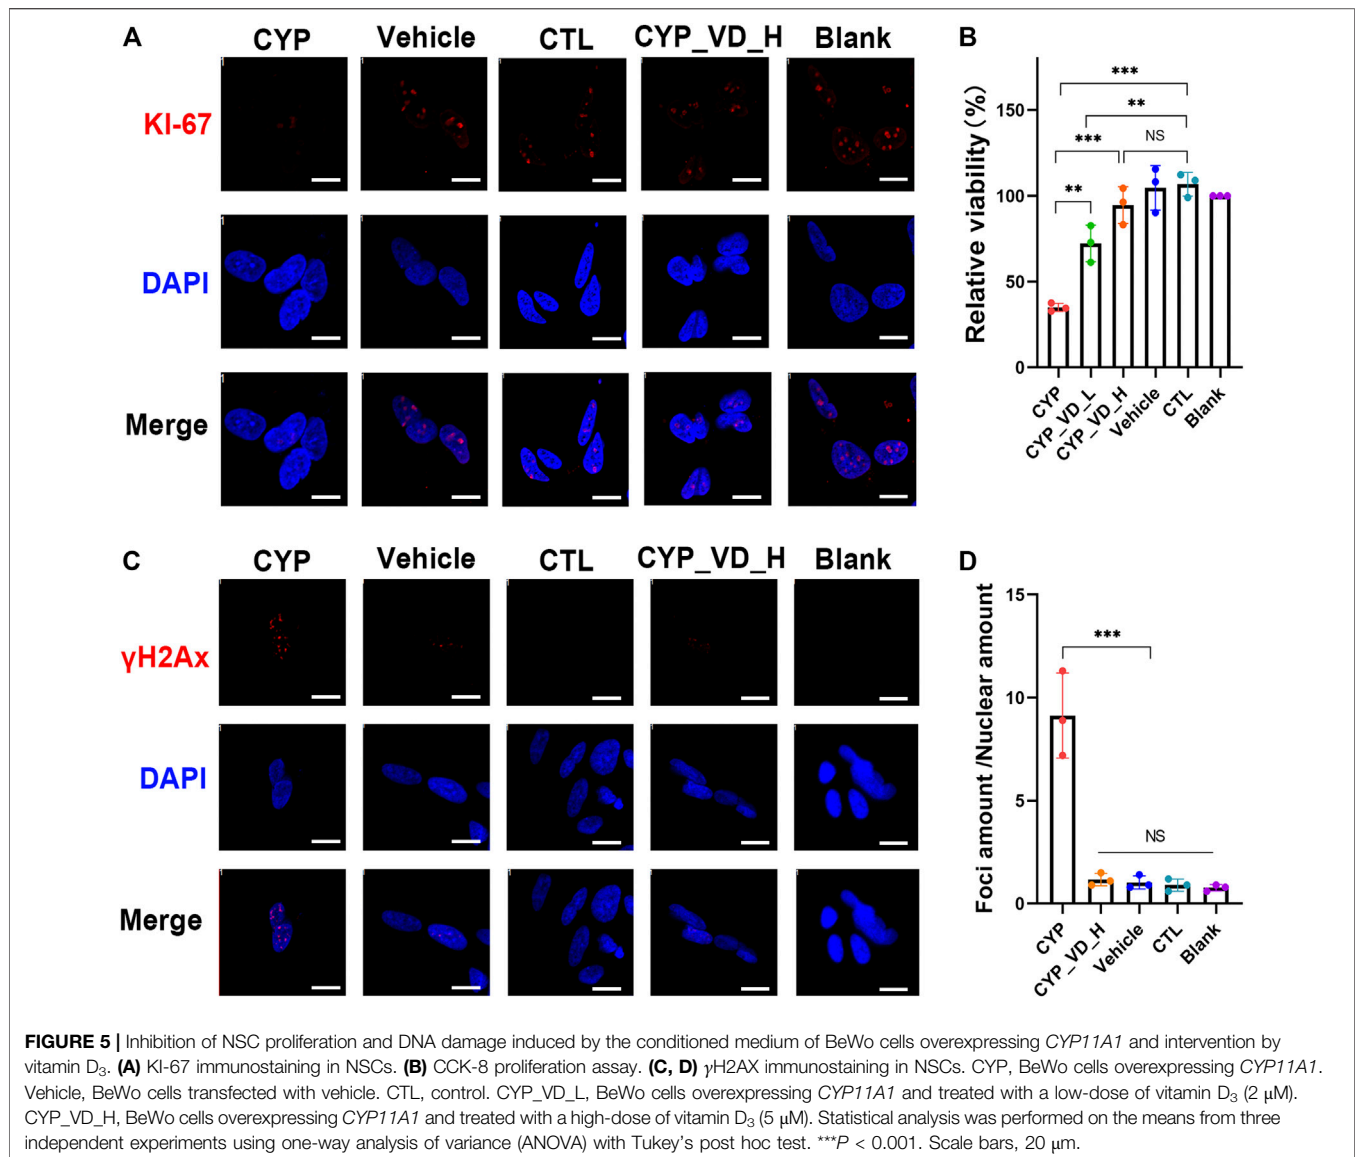 A
CYP Vehicle CTL CYP_VD_H Blank
KI-67
DAPI
Merge
B
Relative viability(%)
150
100
50
0
***
**
*** NS
**
CYP CYP_VD_L CYP_VD_H Vehicle CTL Blank
C
CYP Vehicle CTL CYP_VD_H Blank
γH2Ax
DAPI
Merge
D
Foci amount /Nuclear amount
15
10
5
0
***
NS
CYP CYP_VD_H Vehicle CTL Blank
FIGURE 5 | Inhibition of NSC proliferation and DNA damage induced by the conditioned medium of BeWo cells overexpressing CYP11A1 and intervention by
vitamin D₃. (A) KI-67 immunostaining in NSCs. (B) CCK-8 proliferation assay. (C, D) γH2AX immunostaining in NSCs. CYP, BeWo cells overexpressing CYP11A1.
Vehicle, BeWo cells transfected with vehicle. CTL, control. CYP_VD_L, BeWo cells overexpressing CYP11A1 and treated with a low-dose of vitamin D₃ (2 μM).
CYP_VD_H, BeWo cells overexpressing CYP11A1 and treated with a high-dose of vitamin D₃ (5 μM). Statistical analysis was performed on the means from three
independent experiments using one-way analysis of variance (ANOVA) with Tukey's post hoc test. ***P < 0.001. Scale bars, 20 μm.